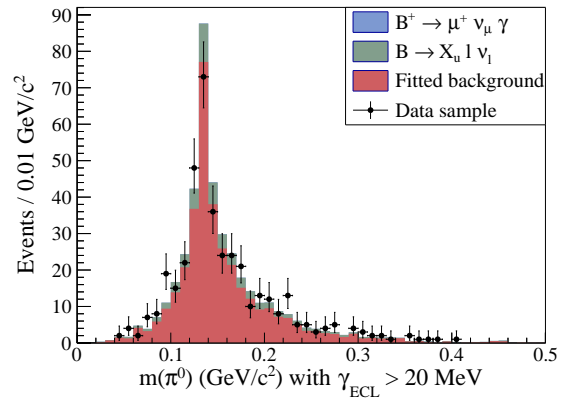 B⁺ → μ⁺ ν_μ γ
B → X_u l ν_l
Fitted background
Data sample
Events / 0.01 GeV/c²
90
80
70
60
50
40
30
20
10
0
0 0.1 0.2 0.3 0.4 0.5
m(π⁰) (GeV/c²) with γ_ECL > 20 MeV